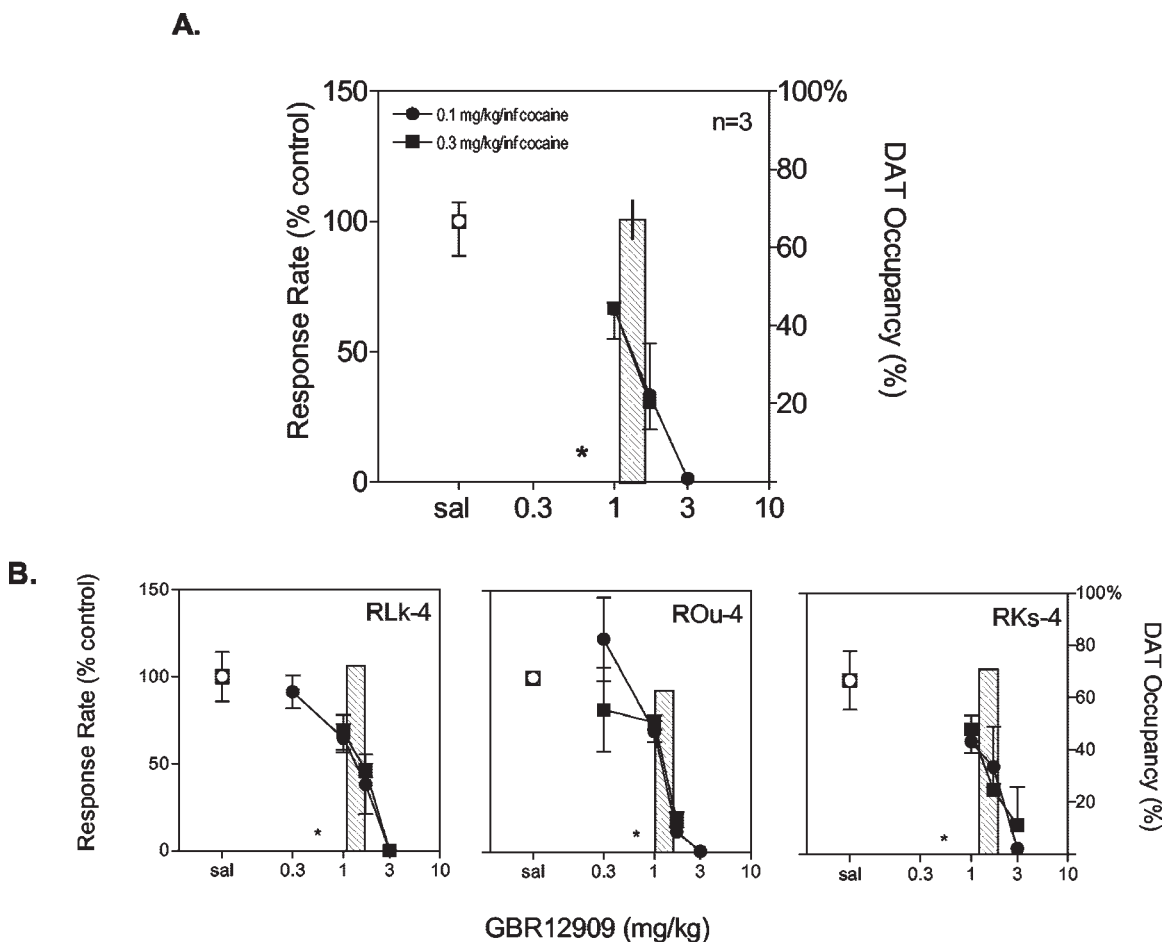 A.
Response Rate (% control)
150
100
50
0
0.1 mg/kg/inf cocaine
0.3 mg/kg/inf cocaine
n=3
100%
80
60
40
20
DAT Occupancy (%)
*
sal 0.3 1 3 10
B.
Response Rate (% control)
150
100
50
0
RLk-4
*
sal 0.3 1 3 10
ROu-4
*
sal 0.3 1 3 10
RKs-4
*
sal 0.3 1 3 10
100%
80
60
40
20
DAT Occupancy (%)
GBR12909 (mg/kg)